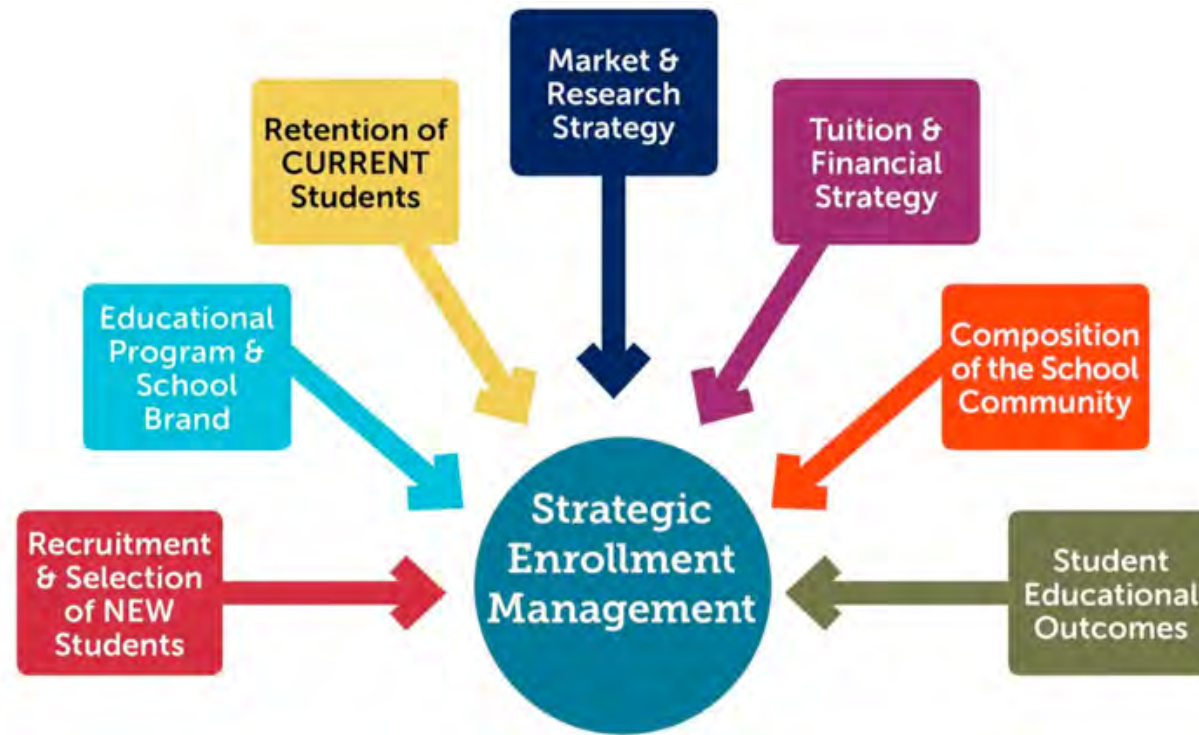 Market &
Research
Strategy
Retention of
CURRENT
Students
Tuition &
Financial
Strategy
Educational
Program &
School
Brand
Composition
of the School
Community
Recruitment
& Selection
of NEW
Students
Strategic
Enrollment
Management
Student
Educational
Outcomes